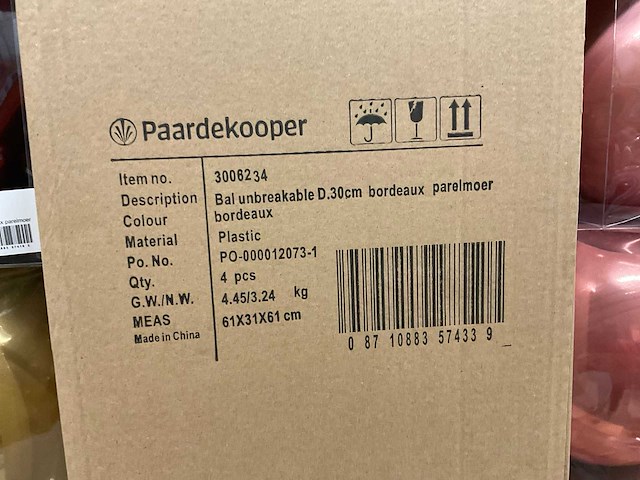 Paardekooper
Item no. 3006234
Description Bal unbreakable D.30cm bordeaux parelmoer
Colour bordeaux
Material Plastic
Po. No. PO-000012073-1
Qty. 4 pcs
G.W./N.W. 4.45/3.24 kg
MEAS 61X31X61 cm
Made in China
0 87 10883 57433 9 _
parelmoer